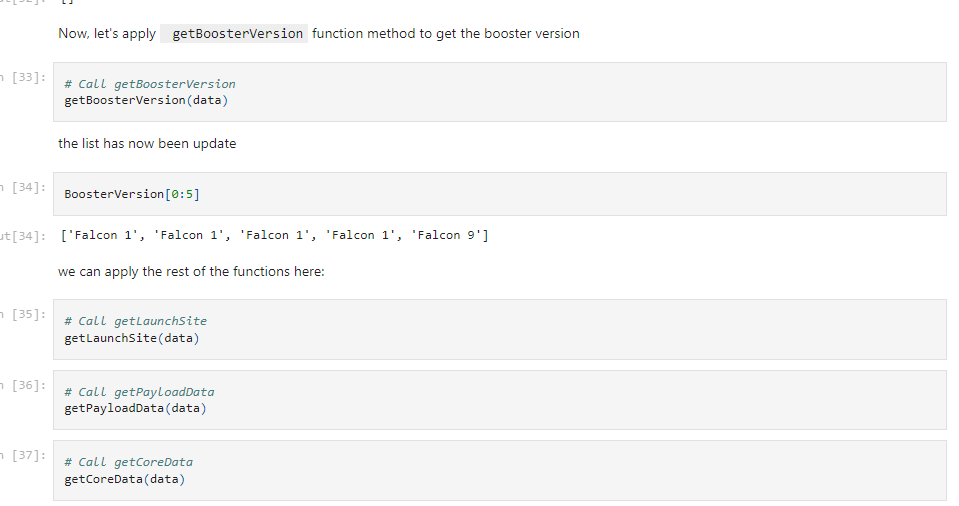 []
Now, let's apply getBoosterVersion function method to get the booster version
[33]:
# Call getBoosterVersion
getBoosterVersion(data)
the list has now been update
[34]:
BoosterVersion[0:5]
[34]:
['Falcon 1', 'Falcon 1', 'Falcon 1', 'Falcon 1', 'Falcon 9']
we can apply the rest of the functions here:
[35]:
# Call getLaunchSite
getLaunchSite(data)
[36]:
# Call getPayloadData
getPayloadData(data)
[37]:
# Call getCoreData
getCoreData(data)